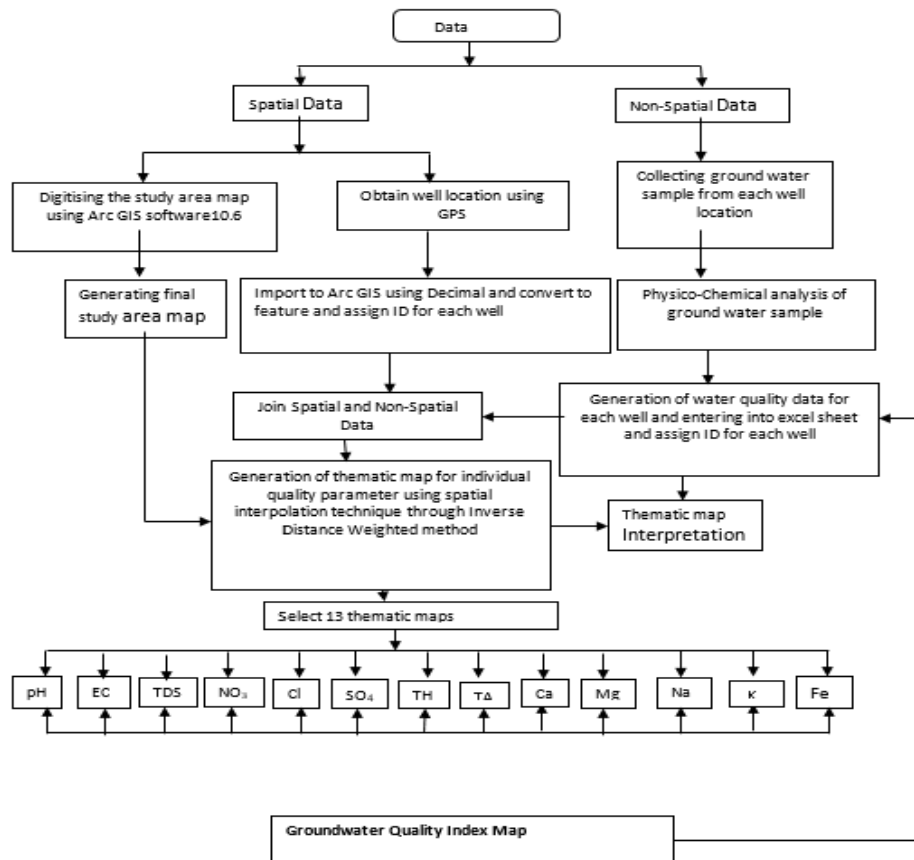 Data
Spatial Data
Non-Spatial Data
Digitising the study area map
using Arc GIS software10.6
Obtain well location using
GPS
Collecting ground water
sample from each well
location
Generating final
study area map
Import to Arc GIS using Decimal and convert to
feature and assign ID for each well
Physico-Chemical analysis of
ground water sample
Join Spatial and Non-Spatial
Data
Generation of water quality data for
each well and entering into excel sheet
and assign ID for each well
Generation of thematic map for individual
quality parameter using spatial
interpolation technique through Inverse
Distance Weighted method
Thematic map
Interpretation
Select 13 thematic maps
pH EC TDS NO₃ Cl SO₄ TH TA Ca Mg Na K Fe
Groundwater Quality Index Map